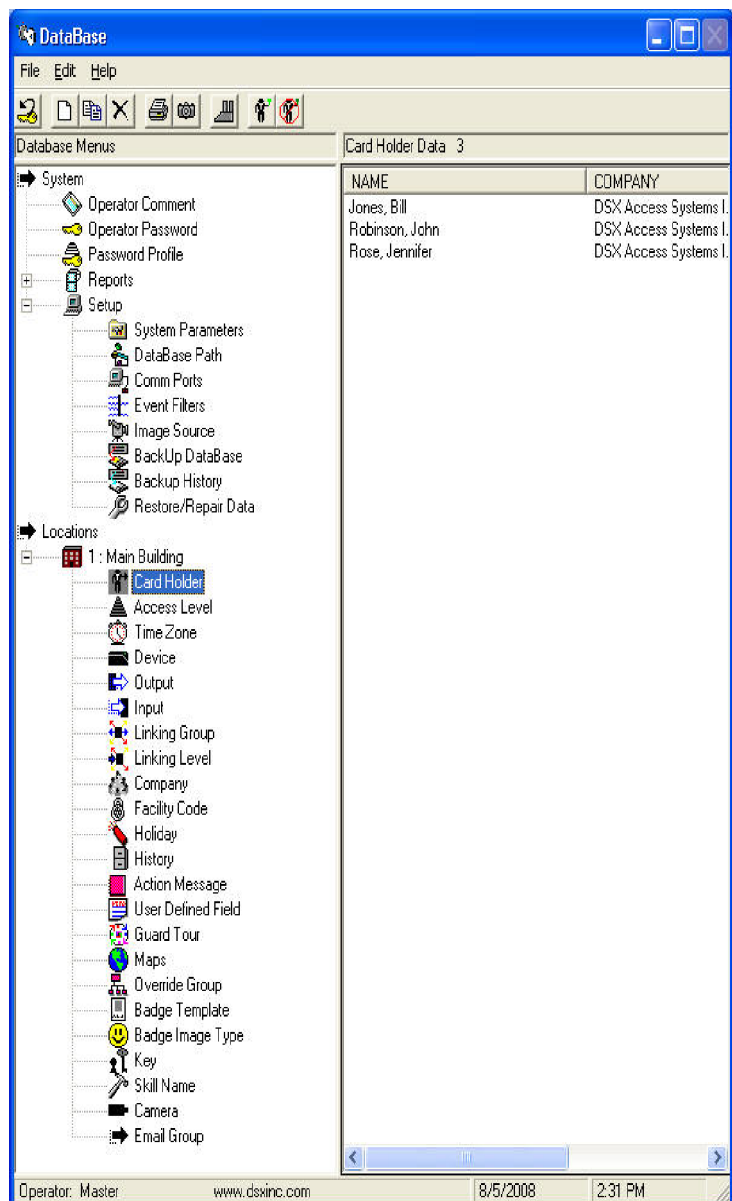 DataBase
File Edit Help
Database Menus
Card Holder Data 3
System
Operator Comment
Operator Password
Password Profile
Reports
Setup
System Parameters
DataBase Path
Comm Ports
Event Filters
Image Source
BackUp DataBase
Backup History
Restore/Repair Data
Locations
1 : Main Building
Card Holder
Access Level
Time Zone
Device
Output
Input
Linking Group
Linking Level
Company
Facility Code
Holiday
History
Action Message
User Defined Field
Guard Tour
Maps
Override Group
Badge Template
Badge Image Type
Key
Skill Name
Camera
Email Group
NAME COMPANY
Jones, Bill DSX Access Systems I.
Robinson, John DSX Access Systems I.
Rose, Jennifer DSX Access Systems I.
Operator: Master www.dsxinc.com 8/5/2008 2:31 PM